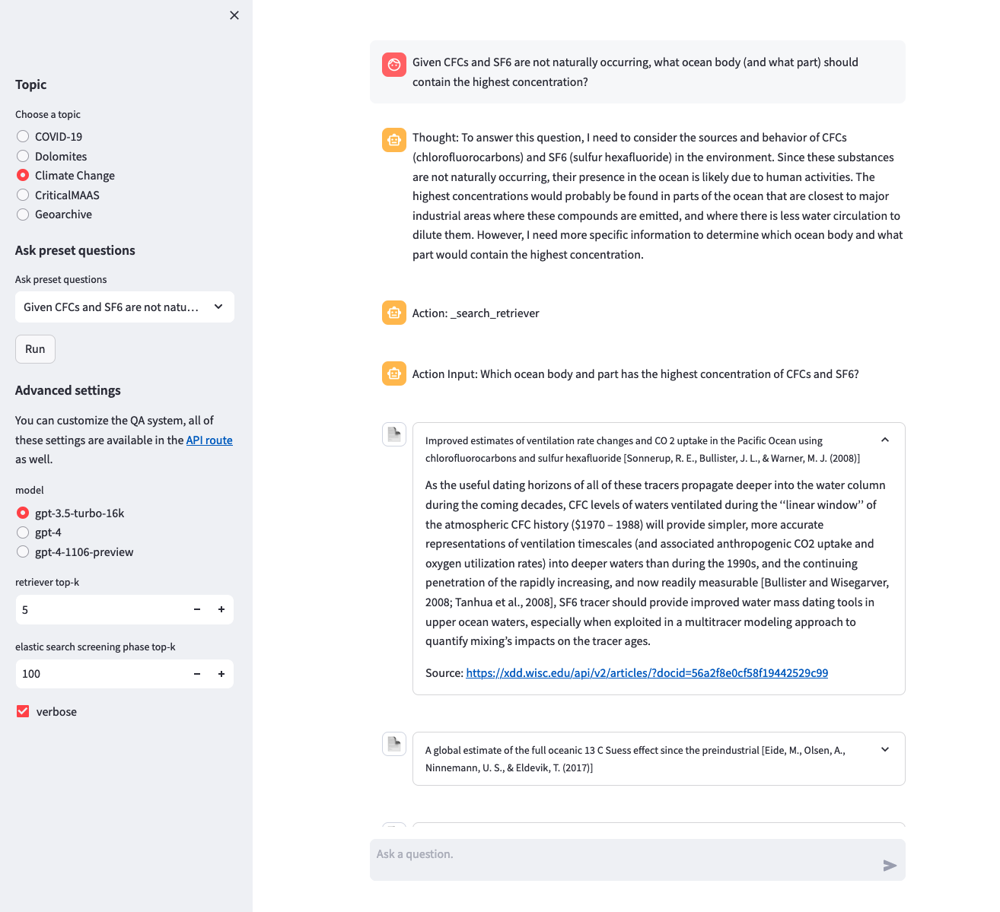 Topic
Choose a topic
COVID-19
Dolomites
Climate Change
CriticalMAAS
Geoarchive
Ask preset questions
Ask preset questions
Given CFCs and SF6 are not natu…
Run
Advanced settings
You can customize the QA system, all of
these settings are available in the API route
as well.
model
gpt-3.5-turbo-16k
gpt-4
gpt-4-1106-preview
retriever top-k
5
elastic search screening phase top-k
100
verbose
Given CFCs and SF6 are not naturally occurring, what ocean body (and what part) should
contain the highest concentration?
Thought: To answer this question, I need to consider the sources and behavior of CFCs
(chlorofluorocarbons) and SF6 (sulfur hexafluoride) in the environment. Since these substances
are not naturally occurring, their presence in the ocean is likely due to human activities. The
highest concentrations would probably be found in parts of the ocean that are closest to major
industrial areas where these compounds are emitted, and where there is less water circulation to
dilute them. However, I need more specific information to determine which ocean body and what
part would contain the highest concentration.
Action: _search_retriever
Action Input: Which ocean body and part has the highest concentration of CFCs and SF6?
Improved estimates of ventilation rate changes and CO 2 uptake in the Pacific Ocean using
chlorofluorocarbons and sulfur hexafluoride [Sonnerup, R. E., Bullister, J. L., & Warner, M. J. (2008)]
As the useful dating horizons of all of these tracers propagate deeper into the water column
during the coming decades, CFC levels of waters ventilated during the ‘‘linear window’’ of
the atmospheric CFC history ($1970 – 1988) will provide simpler, more accurate
representations of ventilation timescales (and associated anthropogenic CO2 uptake and
oxygen utilization rates) into deeper waters than during the 1990s, and the continuing
penetration of the rapidly increasing, and now readily measurable [Bullister and Wisegarver,
2008; Tanhua et al., 2008], SF6 tracer should provide improved water mass dating tools in
upper ocean waters, especially when exploited in a multitracer modeling approach to
quantify mixing’s impacts on the tracer ages.
Source: https://xdd.wisc.edu/api/v2/articles/?docid=56a2f8e0cf58f19442529c99
A global estimate of the full oceanic 13 C Suess effect since the preindustrial [Eide, M., Olsen, A.,
Ninnemann, U. S., & Eldevik, T. (2017)]
Ask a question.